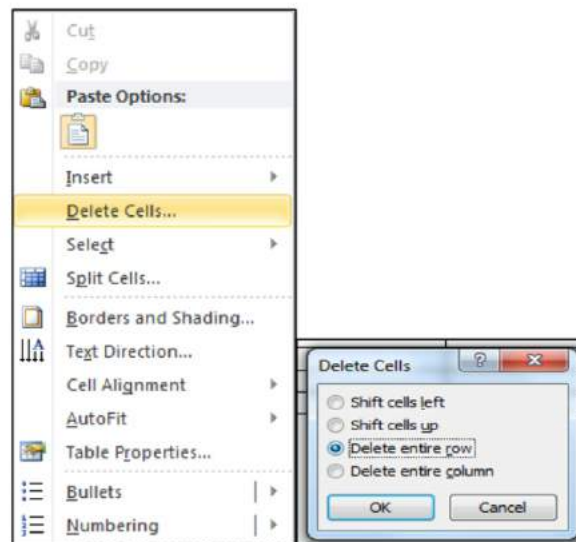 Cut
Copy
Paste Options:
Insert
Delete Cells...
Select
Split Cells...
Borders and Shading...
Text Direction...
Cell Alignment
AutoFit
Table Properties...
Bullets
Numbering
Delete Cells
?
Shift cells left
Shift cells up
Delete entire row
Delete entire column
OK Cancel